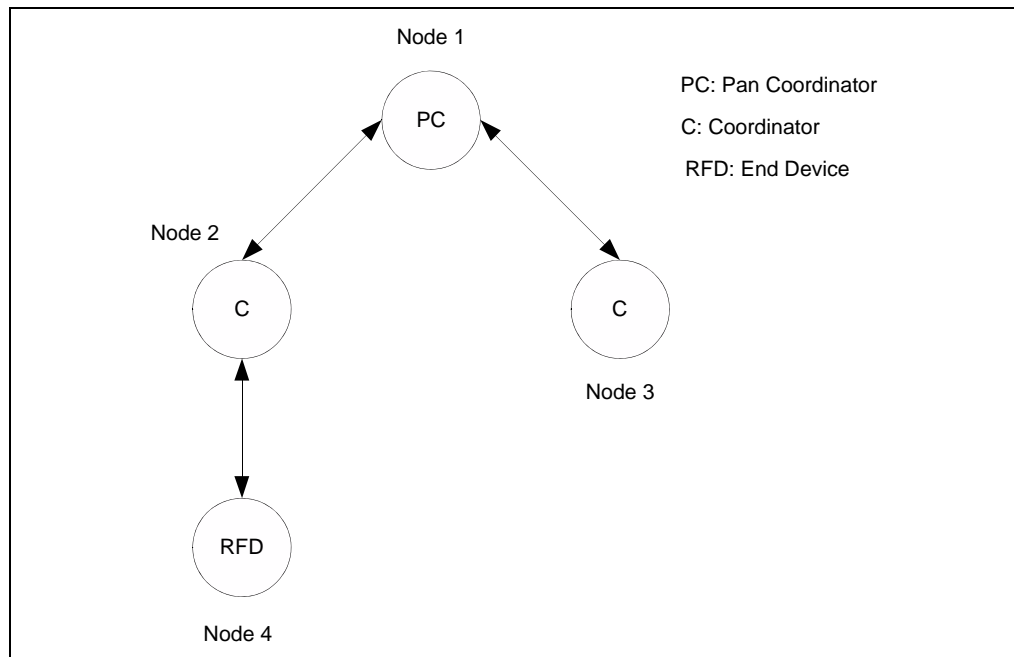 Node 1
PC
PC: Pan Coordinator
C: Coordinator
RFD: End Device
Node 2
C
C
Node 3
RFD
Node 4